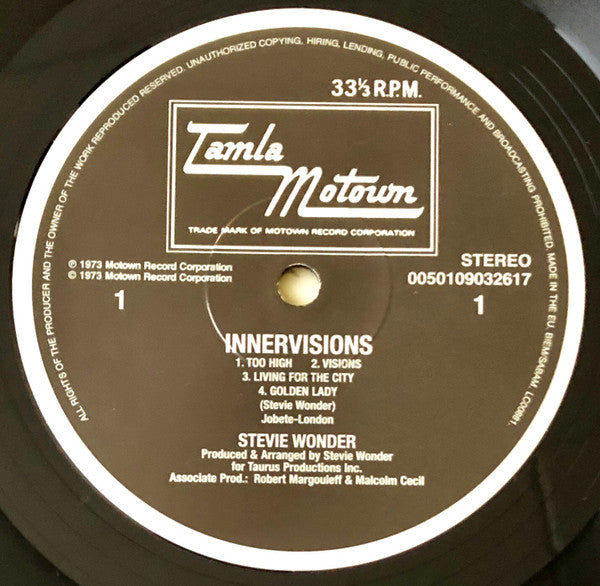 33⅓ R.P.M.
Tamla
Motown
TRADE MARK OF MOTOWN RECORD CORPORATION
℗ 1973 Motown Record Corporation
© 1973 Motown Record Corporation
1
STEREO
0050109032617
1
INNERVISIONS
1. TOO HIGH 2. VISIONS
3. LIVING FOR THE CITY
4. GOLDEN LADY
(Stevie Wonder)
Jobete-London
STEVIE WONDER
Produced & Arranged by Stevie Wonder
for Taurus Productions Inc.
Associate Prod.: Robert Margouleff & Malcolm Cecil
ALL RIGHTS OF THE PRODUCER AND THE OWNER OF THE WORK REPRODUCED RESERVED. UNAUTHORIZED COPYING, HIRING, LENDING, PUBLIC PERFORMANCE AND BROADCASTING PROHIBITED. MADE IN THE EU. BIEM/SABAM. LC00881.